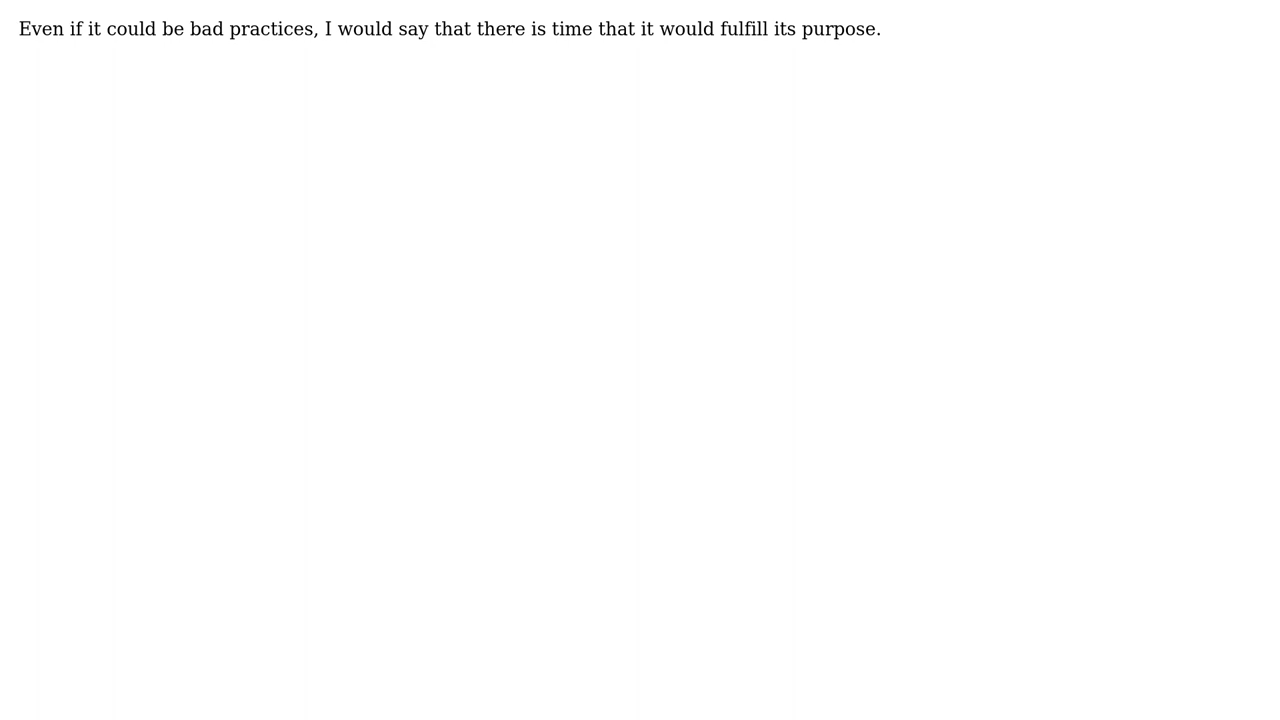 Even if it could be bad practices, I would say that there is time that it would fulfill its purpose.